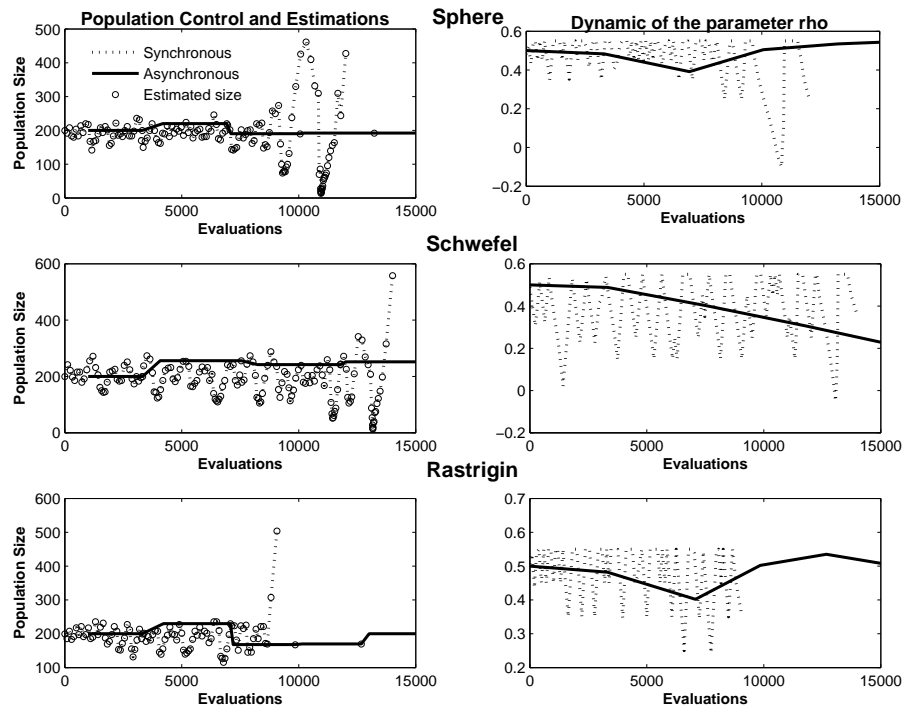 Population Control and Estimations
Sphere
Dynamic of the parameter rho
500
400
300
200
100
0
Population Size
Synchronous
Asynchronous
Estimated size
0 5000 10000 15000
Evaluations
0.6
0.4
0.2
0
−0.2
0 5000 10000 15000
Evaluations
Schwefel
600
400
200
0
Population Size
0 5000 10000 15000
Evaluations
0.6
0.4
0.2
0
−0.2
0 5000 10000 15000
Evaluations
Rastrigin
600
500
400
300
200
100
Population Size
0 5000 10000 15000
Evaluations
0.7
0.6
0.5
0.4
0.3
0.2
0 5000 10000 15000
Evaluations